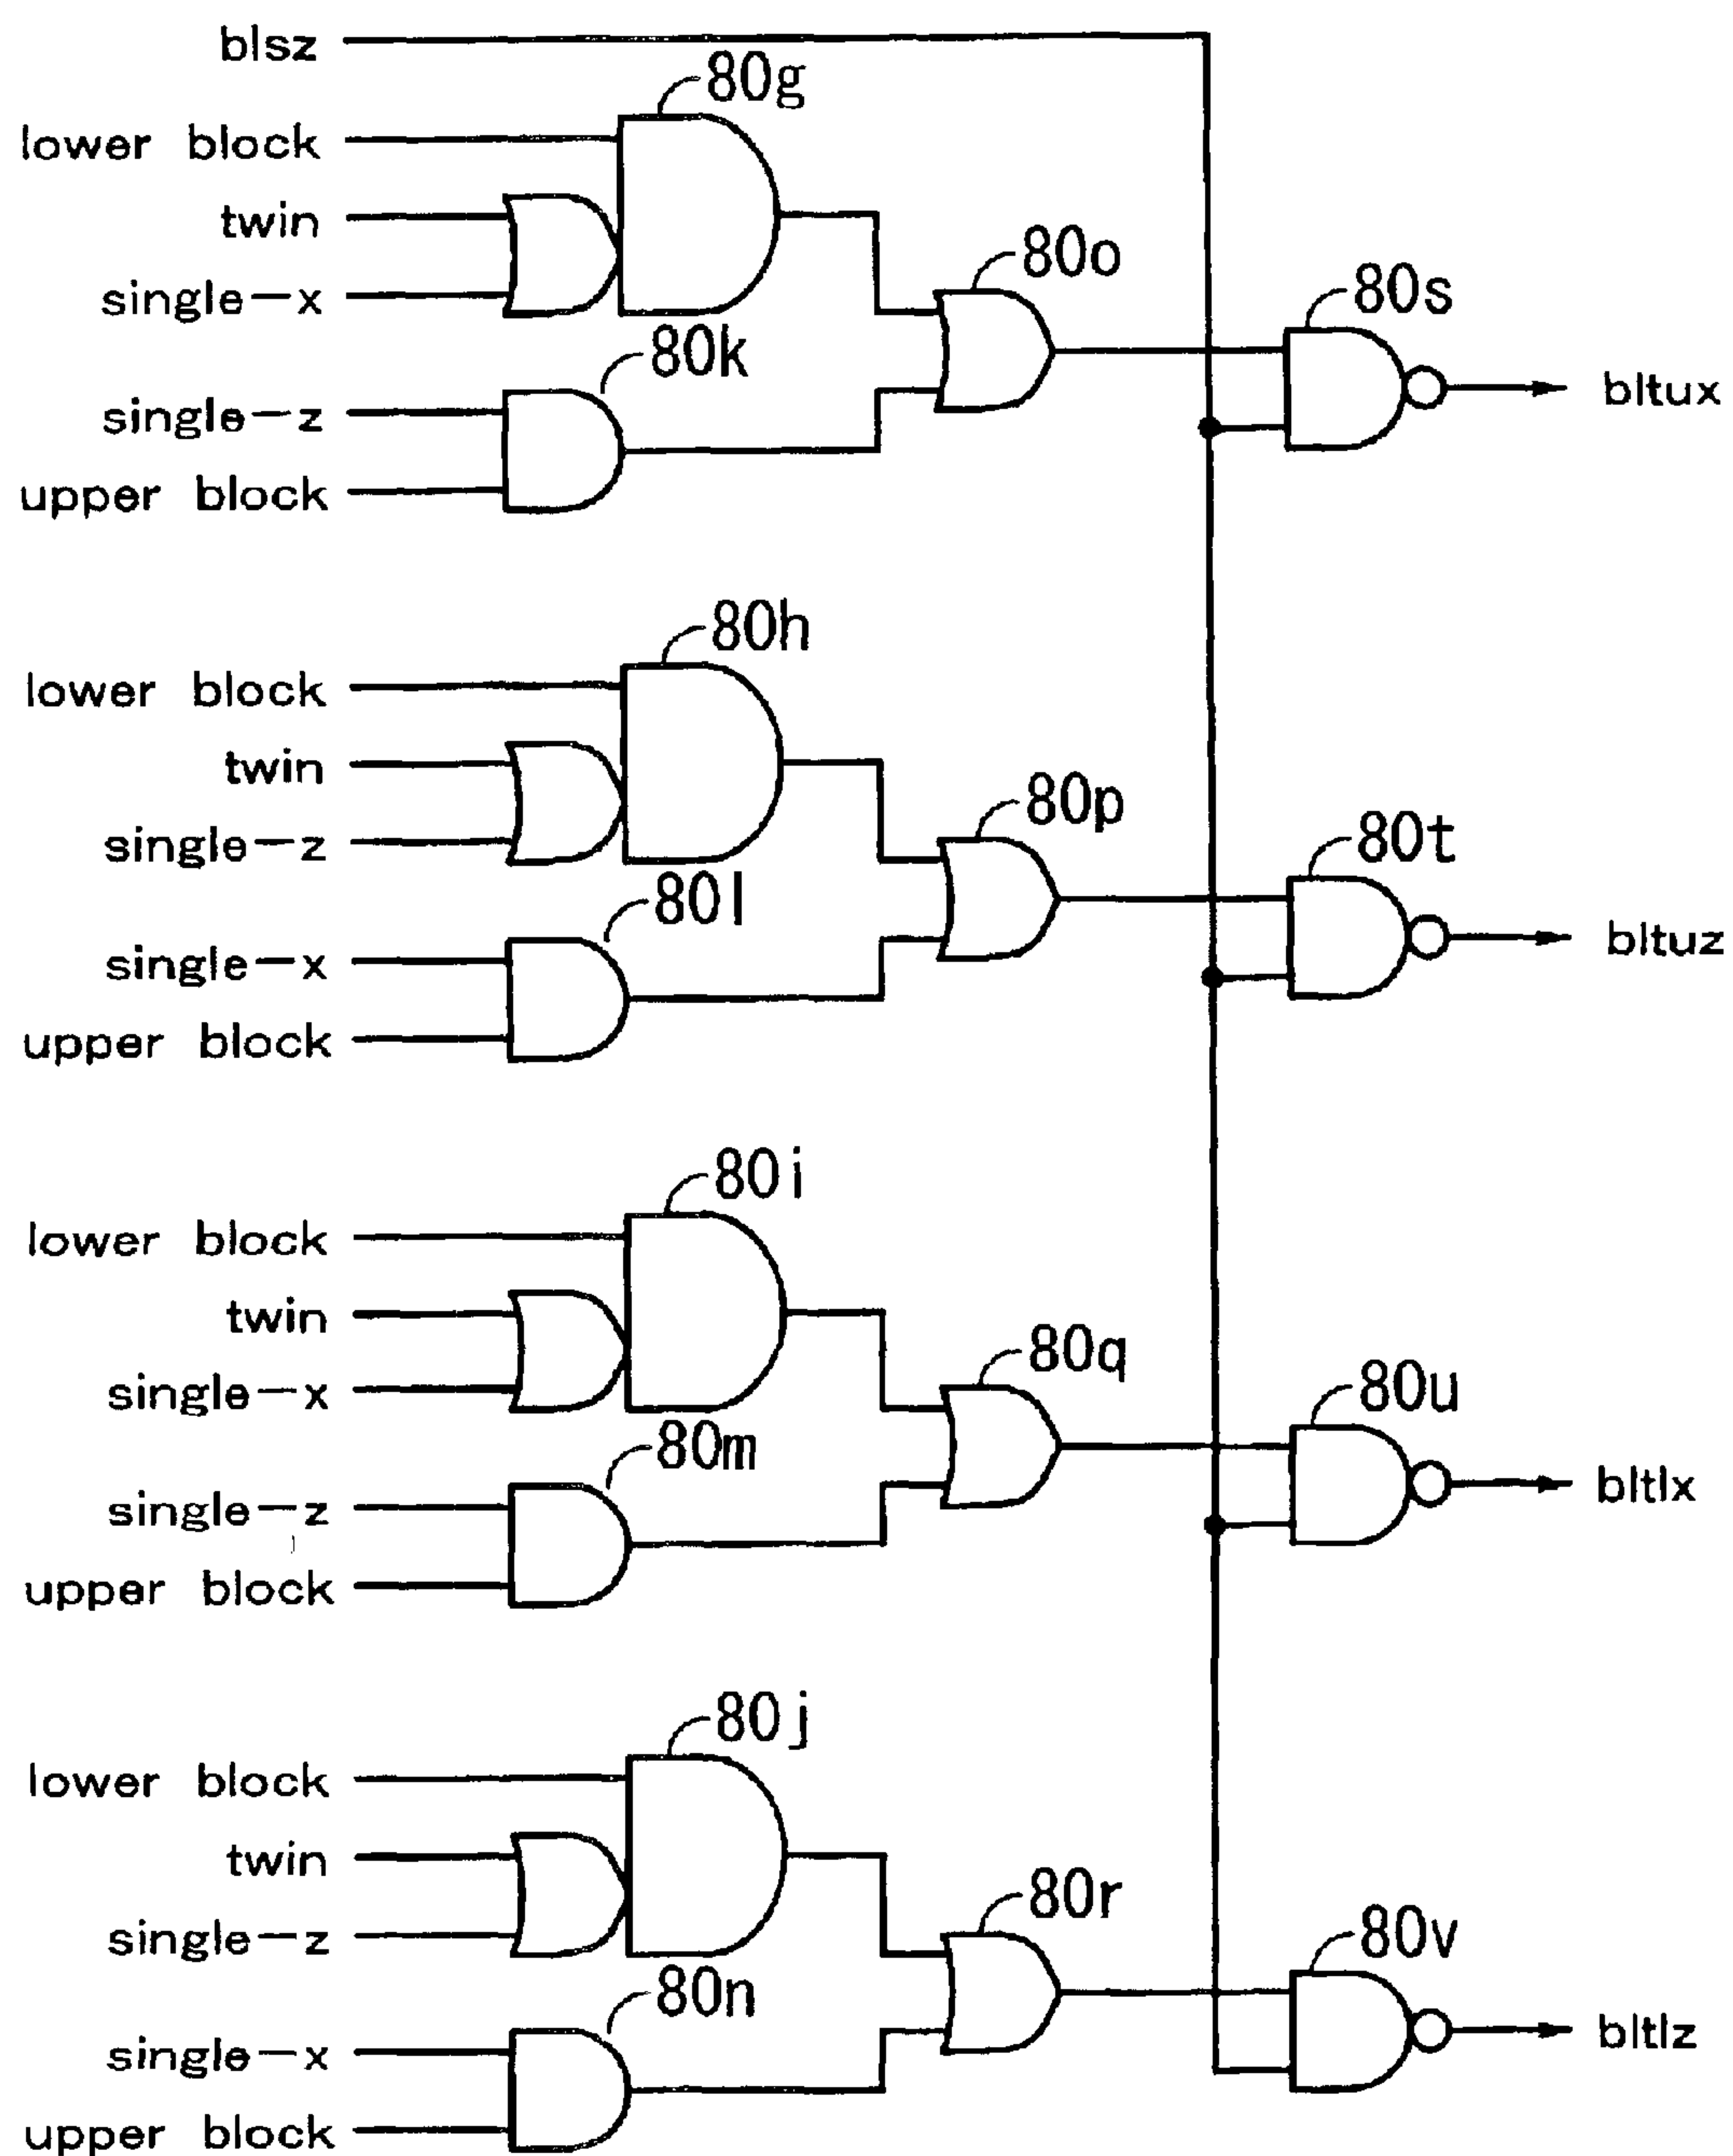 blsz
80g
lower block
twin
80o
single-x
80s
80k
single-z
bltux
upper block
80h
lower block
twin
80p
single-z
80t
80l
single-x
bltuz
upper block
80i
lower block
twin
80q
single-x
80u
80m
single-z
bltlx
upper block
80j
lower block
twin
80r
single-z
80v
80n
single-x
bltlz
upper block